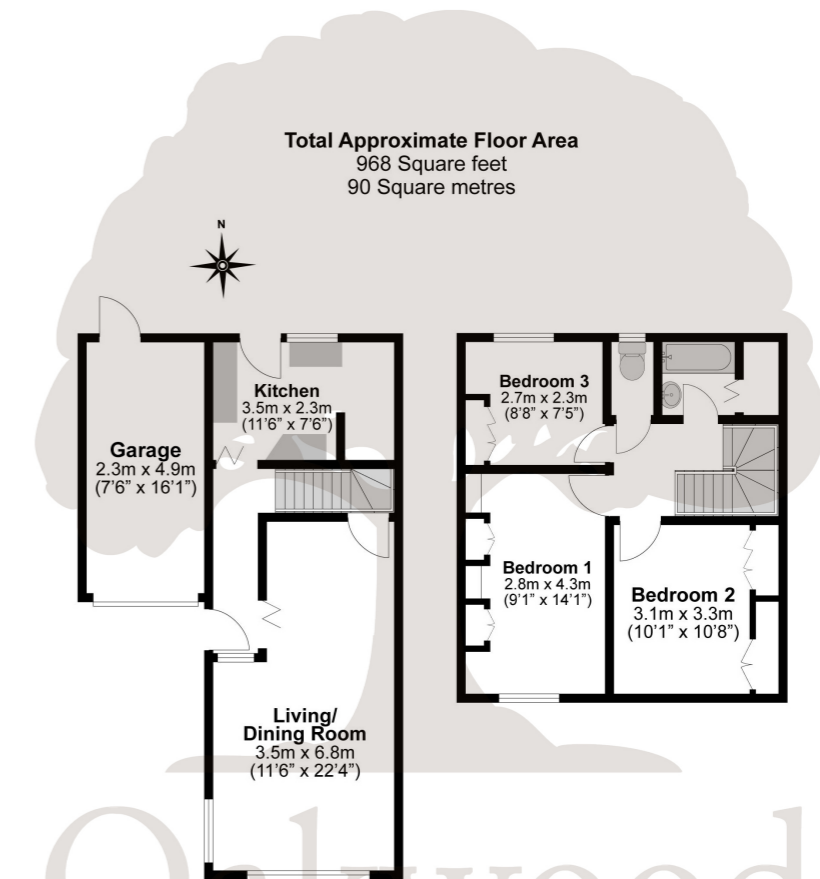 Total Approximate Floor Area
968 Square feet
90 Square metres
N
Kitchen
3.5m x 2.3m
(11'6" x 7'6")
Garage
2.3m x 4.9m
(7'6" x 16'1")
Living/
Dining Room
3.5m x 6.8m
(11'6" x 22'4")
Bedroom 3
2.7m x 2.3m
(8'8" x 7'5")
Bedroom 1
2.8m x 4.3m
(9'1" x 14'1")
Bedroom 2
3.1m x 3.3m
(10'1" x 10'8")
Oakwood